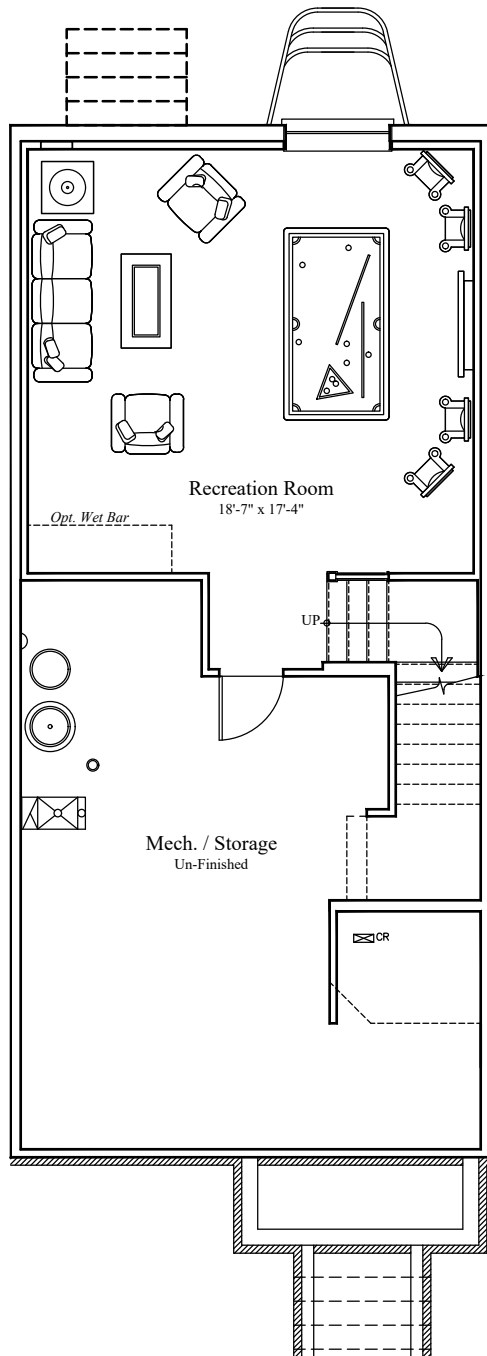 Recreation Room
18'-7" x 17'-4"
Opt. Wet Bar
UP
Mech. / Storage
Un-Finished
CR